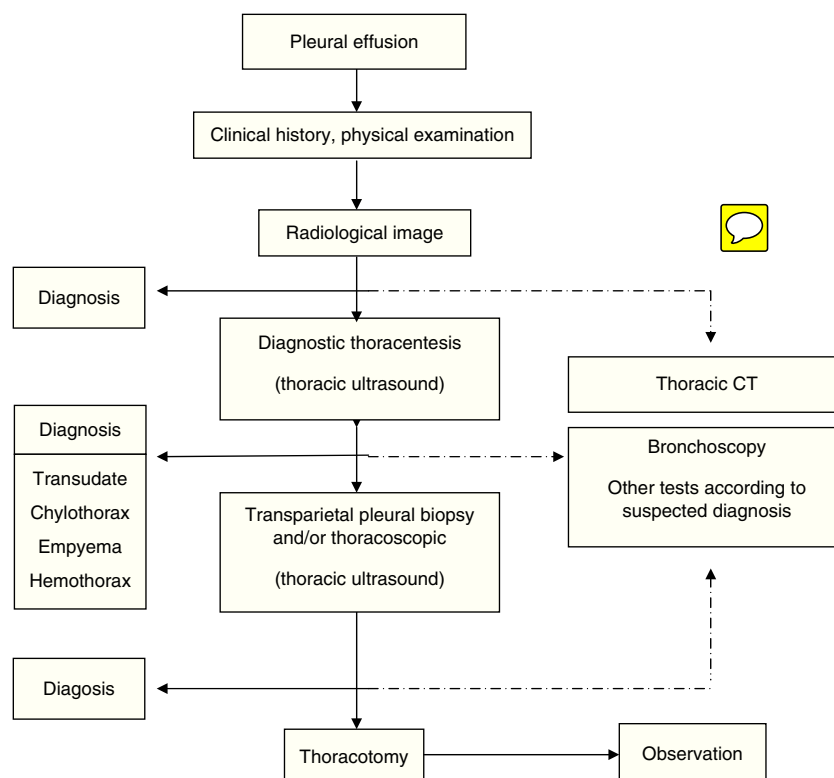 Pleural effusion
Clinical history, physical examination
Radiological image
Diagnosis
Diagnostic thoracentesis
(thoracic ultrasound)
Thoracic CT
Diagnosis
Transudate
Chylothorax
Empyema
Hemothorax
Bronchoscopy
Other tests according to
suspected diagnosis
Transparietal pleural biopsy
and/or thoracoscopic
(thoracic ultrasound)
Diagosis
Thoracotomy
Observation